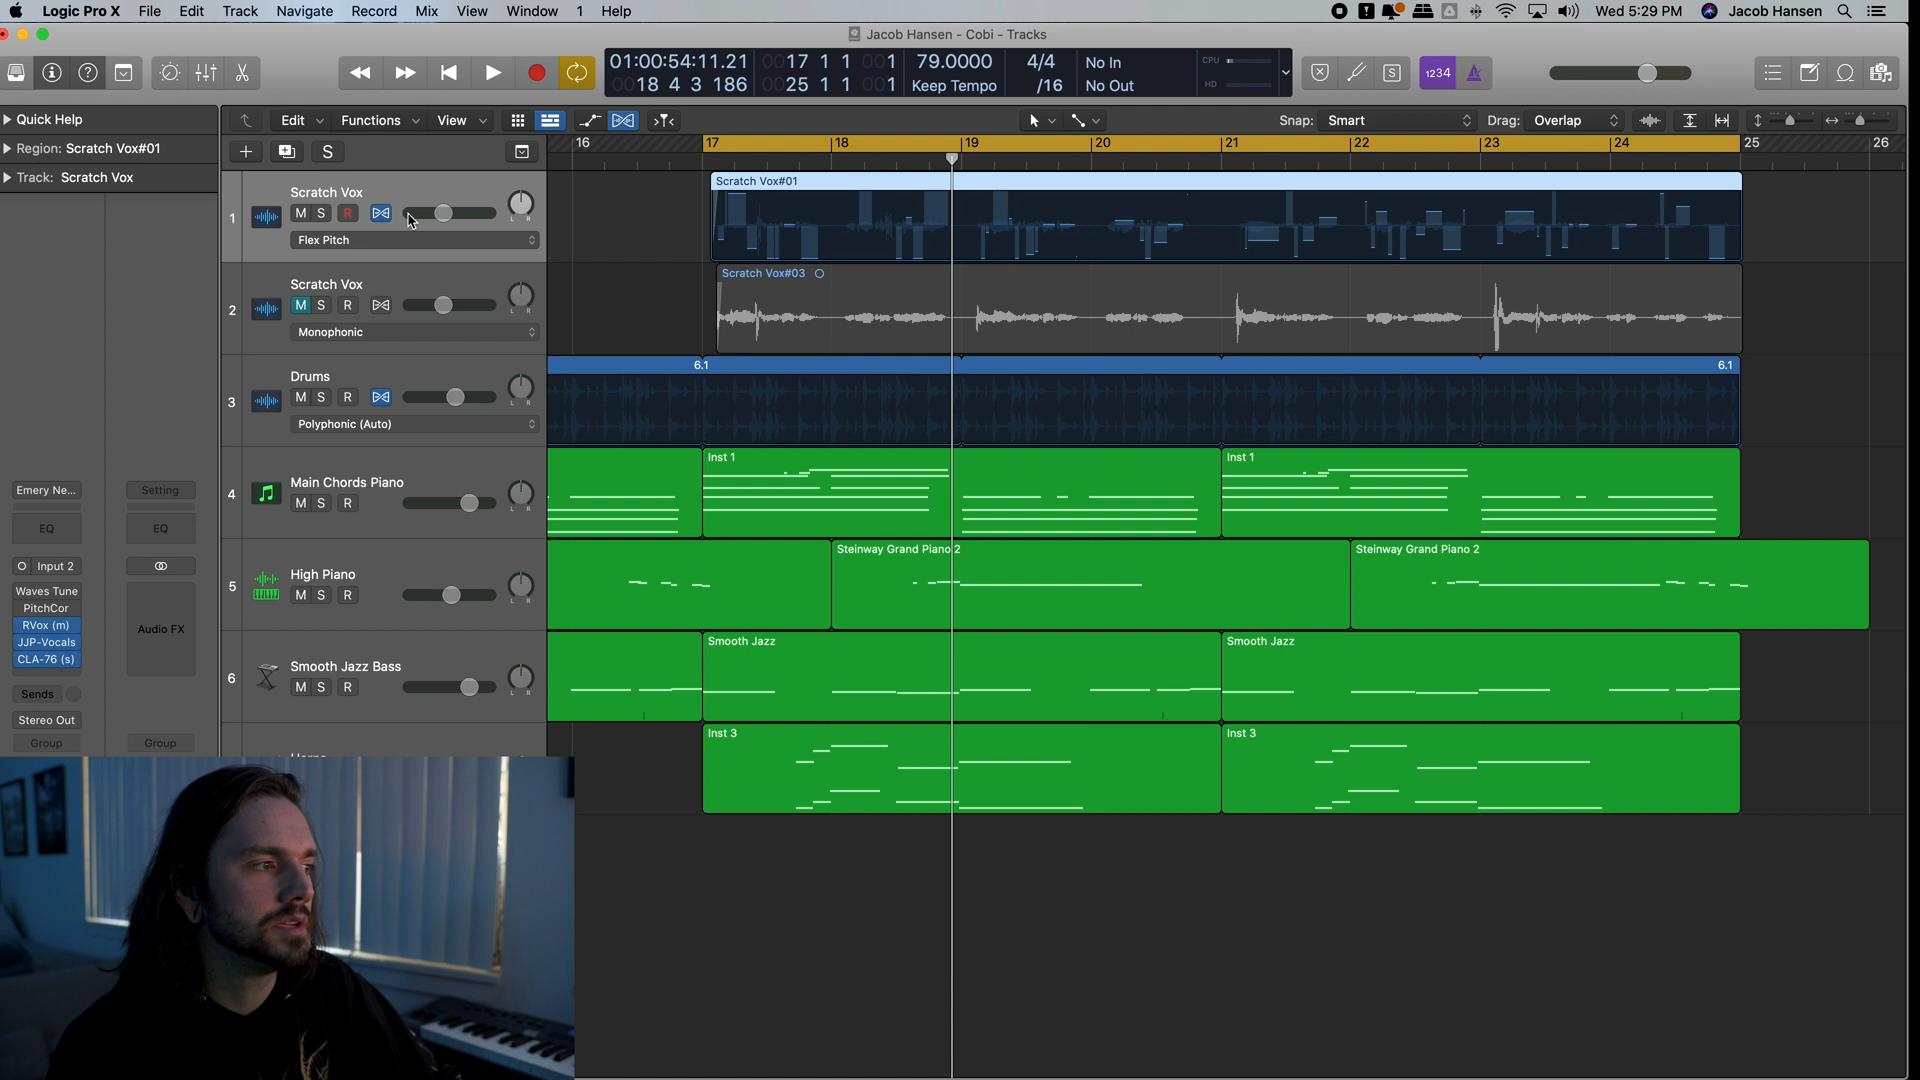 Logic Pro X File Edit Track Navigate Record Mix View Window 1 Help
Wed 5:29 PM Jacob Hansen
Jacob Hansen - Cobi - Tracks
01:00:54:11.21 0017 1 1 001 79.0000 4/4 No In
0018 4 3 186 0025 1 1 001 Keep Tempo /16 No Out
CPU
HD
S
1234
Quick Help
Edit Functions View
Snap: Smart Drag: Overlap
Region: Scratch Vox#01
S
16 17 18 19 20 21 22 23 24 25 26
Track: Scratch Vox
1
Scratch Vox
M S R
L R
Flex Pitch
Scratch Vox#01
2
Scratch Vox
M S R
L R
Monophonic
Scratch Vox#03
3
Drums
M S R
L R
Polyphonic (Auto)
6.1
6.1
4
Main Chords Piano
M S R
L R
Inst 1
Inst 1
5
High Piano
M S R
L R
Steinway Grand Piano 2
Steinway Grand Piano 2
6
Smooth Jazz Bass
M S R
L R
Smooth Jazz
Smooth Jazz
Inst 3
Inst 3
Emery Ne... Setting
EQ EQ
Input 2
Waves Tune
PitchCor
RVox (m)
JJP-Vocals
CLA-76 (s)
Audio FX
Sends
Stereo Out
Group Group